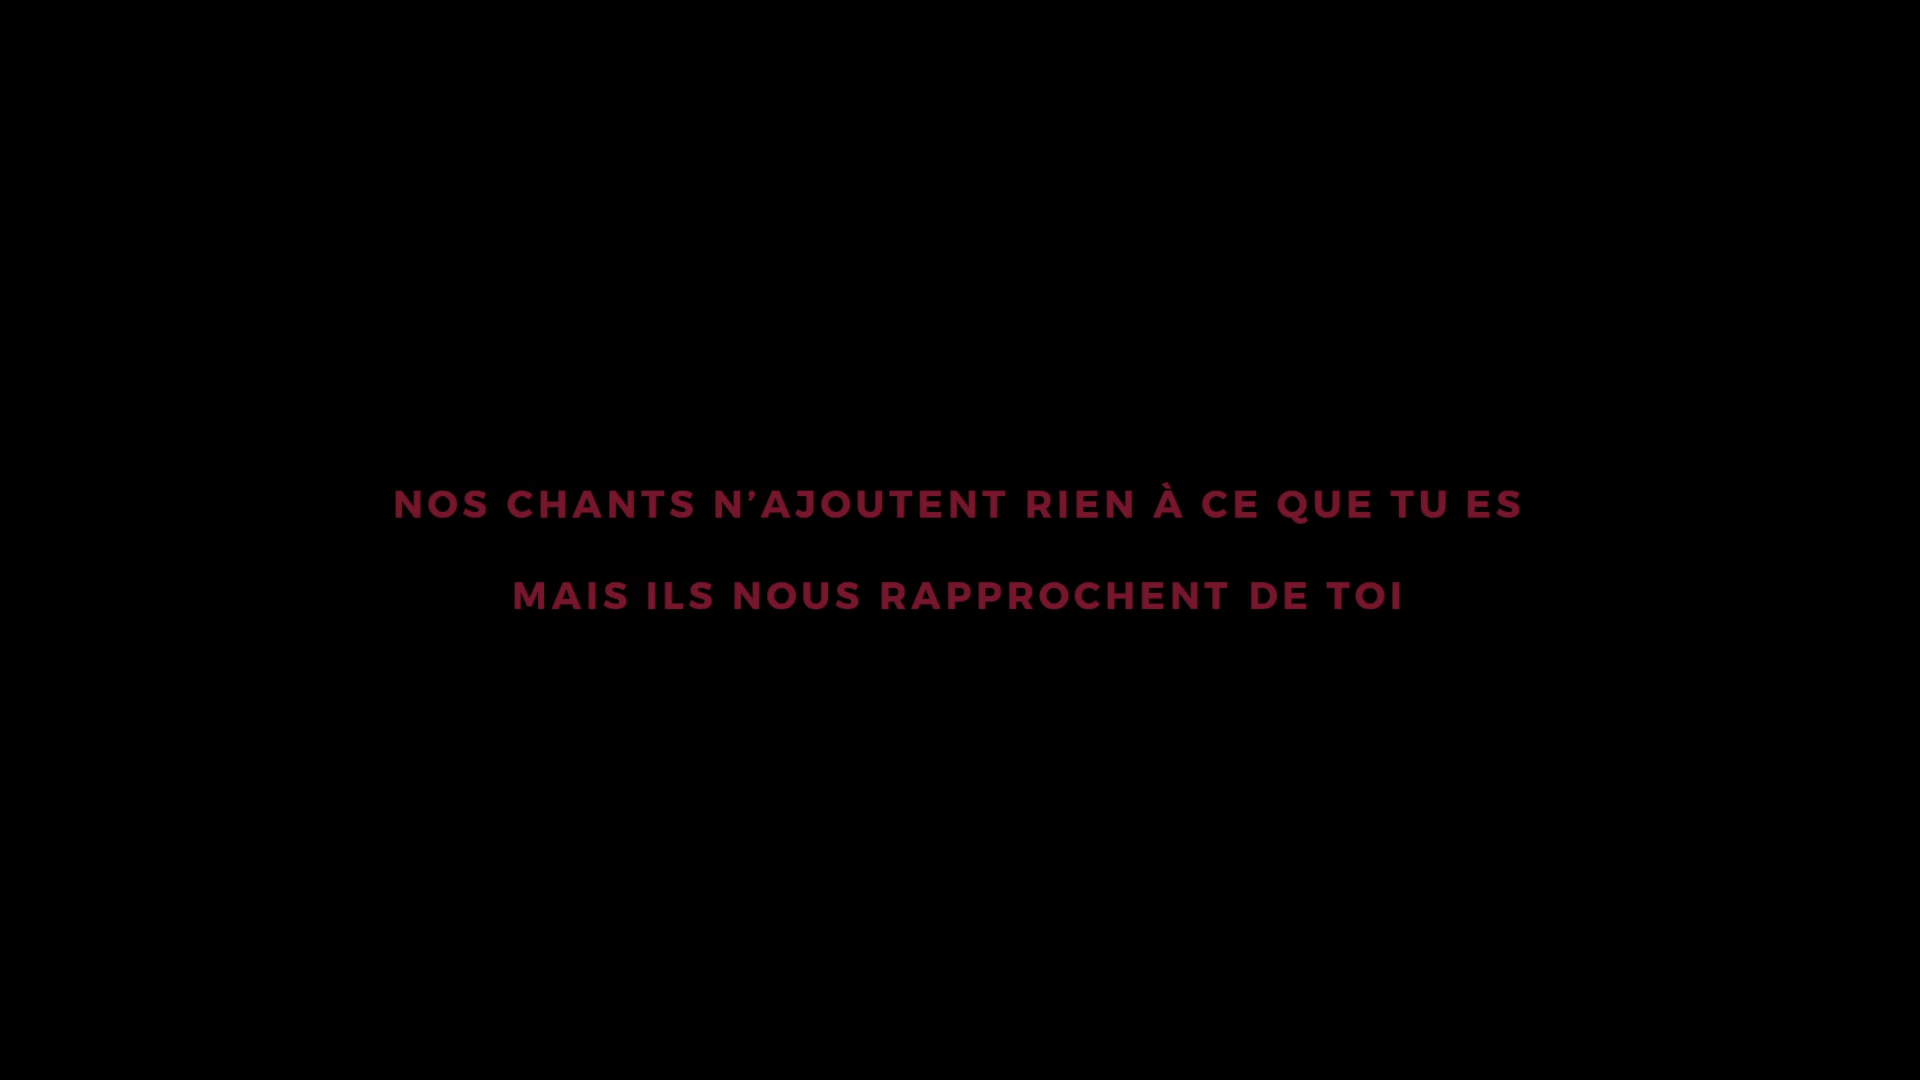 NOS CHANTS N’AJOUTENT RIEN À CE QUE TU ES
MAIS ILS NOUS RAPPROCHENT DE TOI